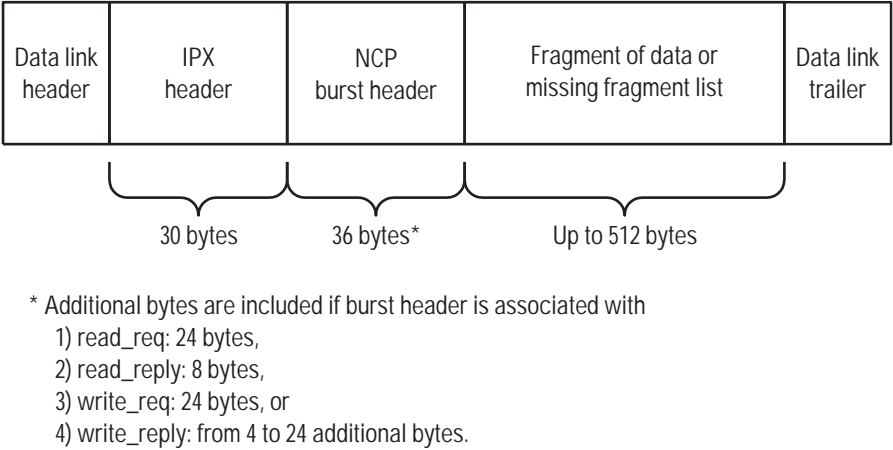 Data link
header
IPX
header
NCP
burst header
Fragment of data or
missing fragment list
Data link
trailer
30 bytes
36 bytes*
Up to 512 bytes
* Additional bytes are included if burst header is associated with
1) read_req: 24 bytes,
2) read_reply: 8 bytes,
3) write_req: 24 bytes, or
4) write_reply: from 4 to 24 additional bytes.